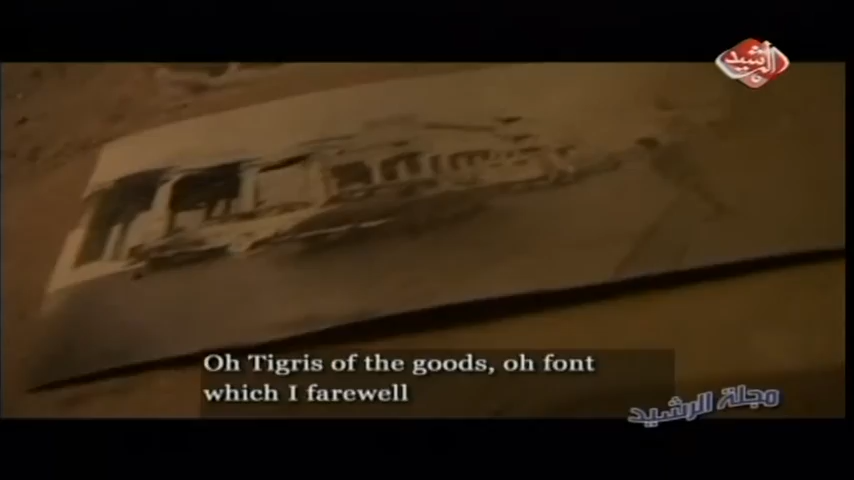 الرشيد
Oh Tigris of the goods, oh font
which I farewell
مجلة الرشيد